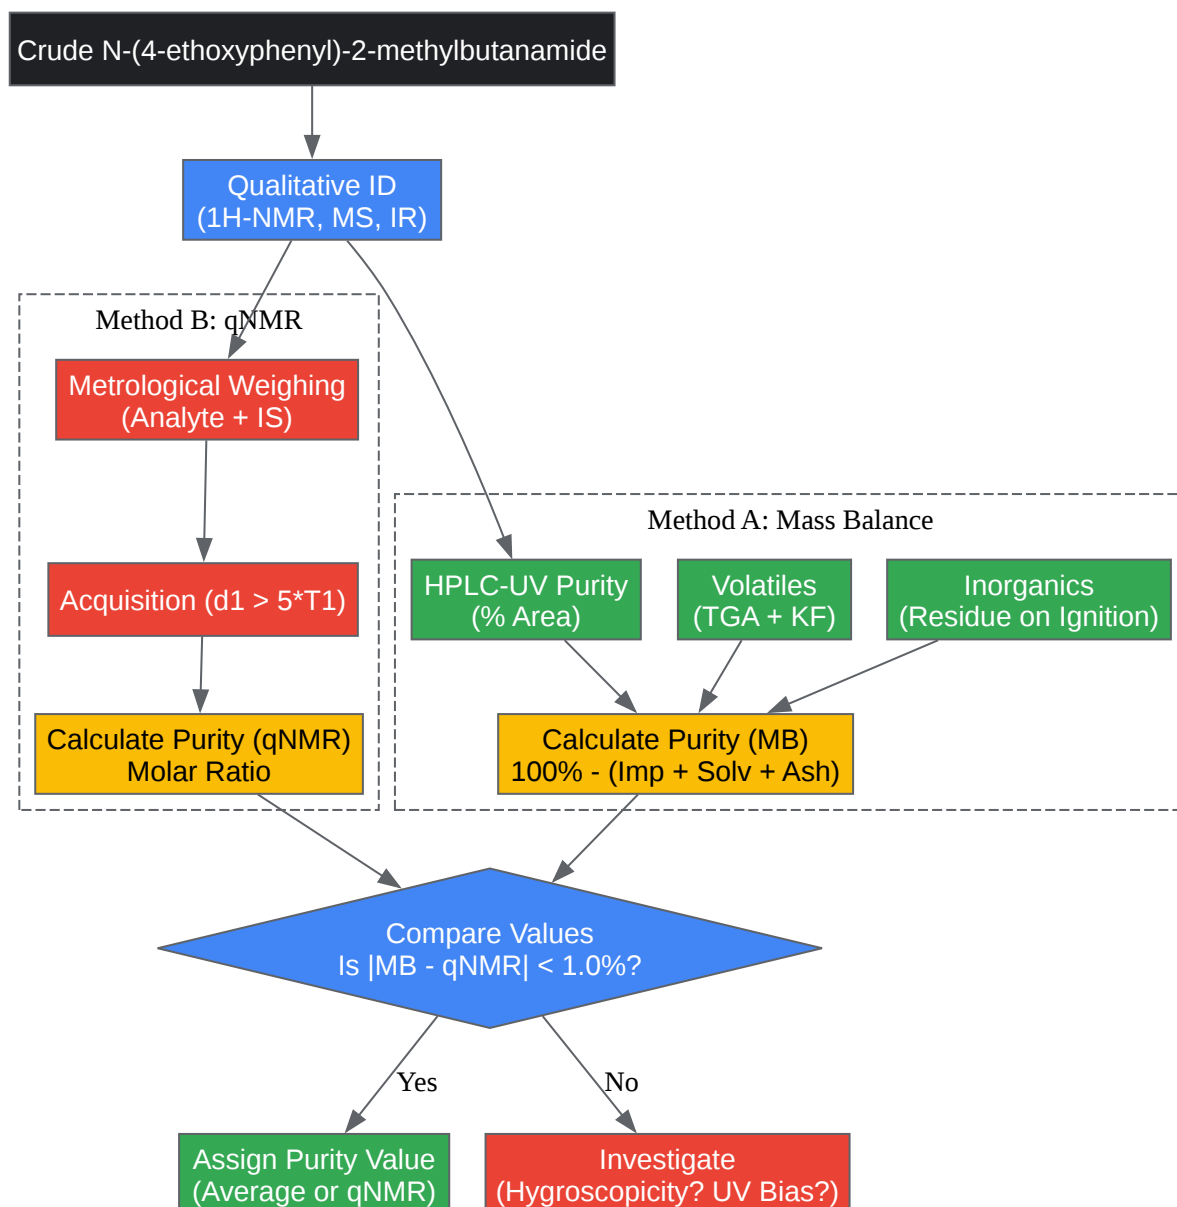 Crude N-(4-ethoxyphenyl)-2-methylbutanamide
Qualitative ID
(1H-NMR, MS, IR)
Method B: qNMR
Metrological Weighing
(Analyte + IS)
Acquisition (d1 > 5*T1)
Calculate Purity (qNMR)
Molar Ratio
Method A: Mass Balance
HPLC-UV Purity
(% Area)
Volatiles
(TGA + KF)
Inorganics
(Residue on Ignition)
Calculate Purity (MB)
100% - (Imp + Solv + Ash)
Compare Values
Is |MB - qNMR| < 1.0%?
Yes
No
Assign Purity Value
(Average or qNMR)
Investigate
(Hygroscopicity? UV Bias?)